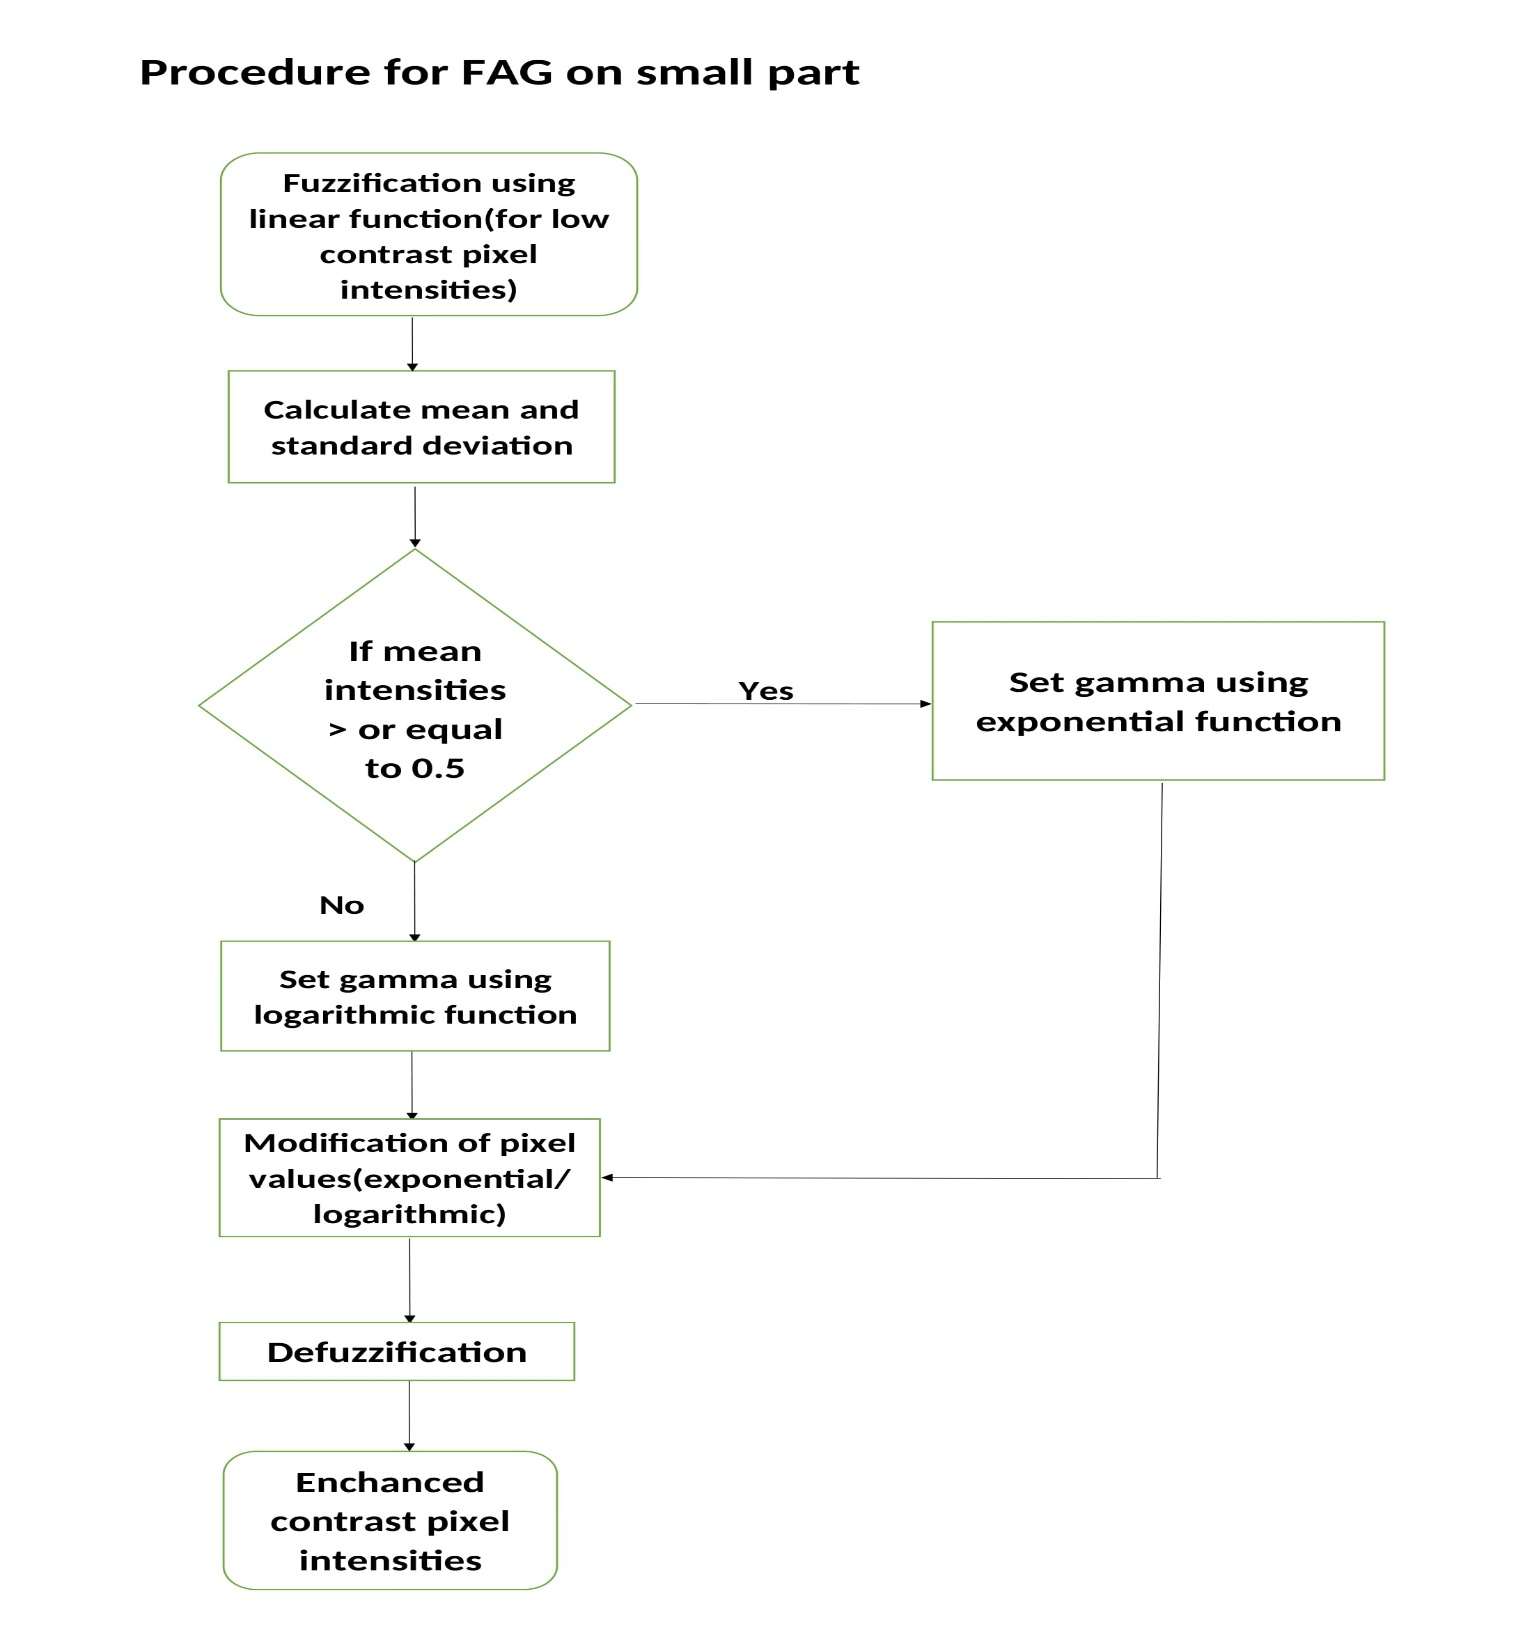 Procedure for FAG on small part
Fuzzification using
linear function(for low
contrast pixel
intensities)
Calculate mean and
standard deviation
If mean
intensities
> or equal
to 0.5
Yes
Set gamma using
exponential function
No
Set gamma using
logarithmic function
Modification of pixel
values(exponential/
logarithmic)
Defuzzification
Enchanced
contrast pixel
intensities